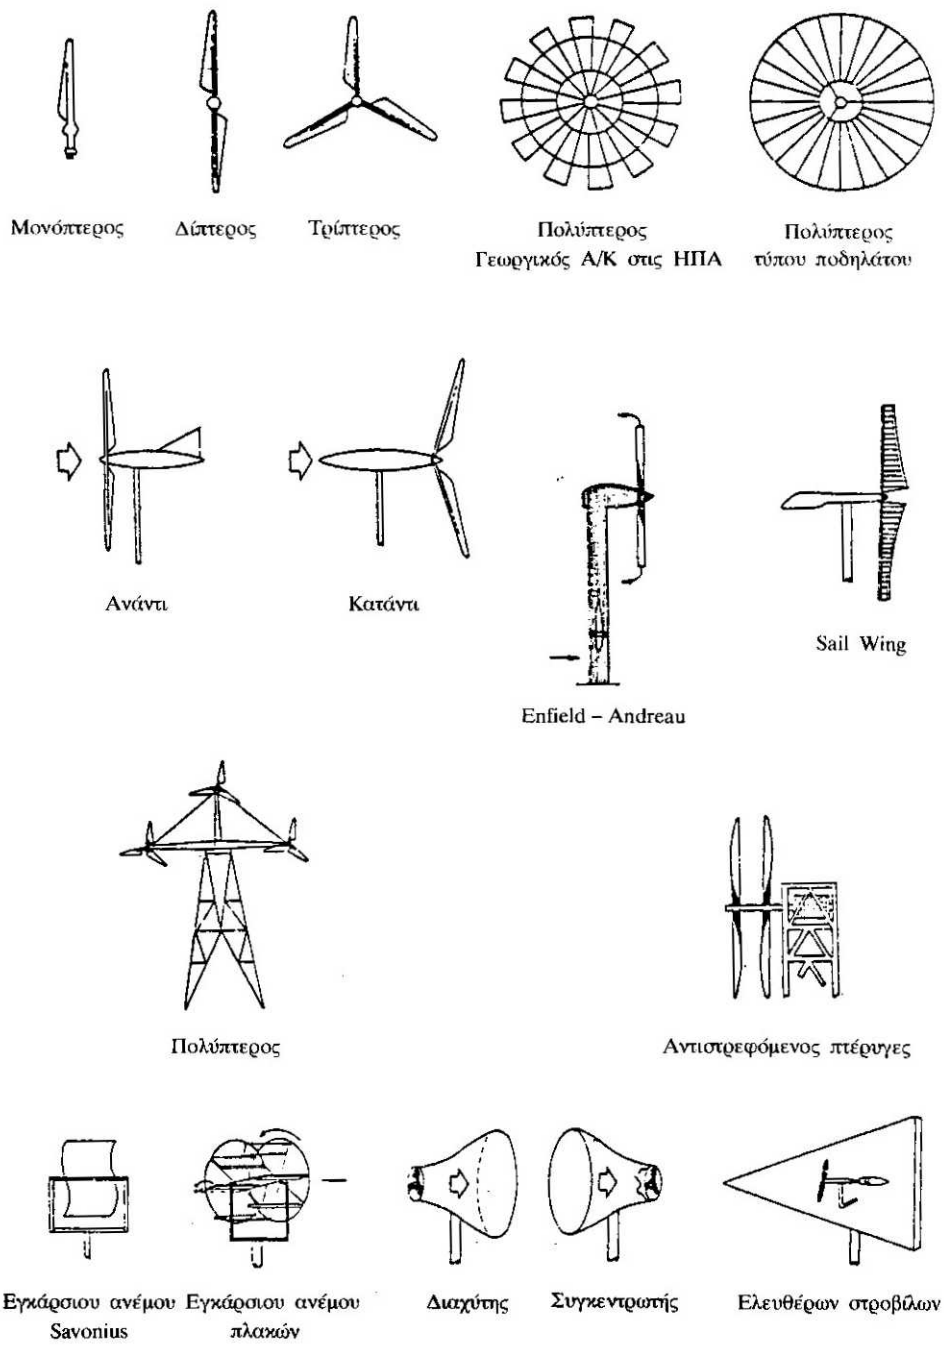 Μονόπτερος
Δίπτερος
Τρίπτερος
Πολύπτερος
Γεωργικός Α/Κ στις ΗΠΑ
Πολύπτερος
τύπου ποδηλάτου
Ανάντι
Κατάντι
Enfield – Andreau
Sail Wing
Πολύπτερος
Αντιστρεφόμενος πτέρυγες
Εγκάρσιου ανέμου
Savonius
Εγκάρσιου ανέμου
πλακών
Διαχύτης
Συγκεντρωτής
Ελευθέρων στροβίλων